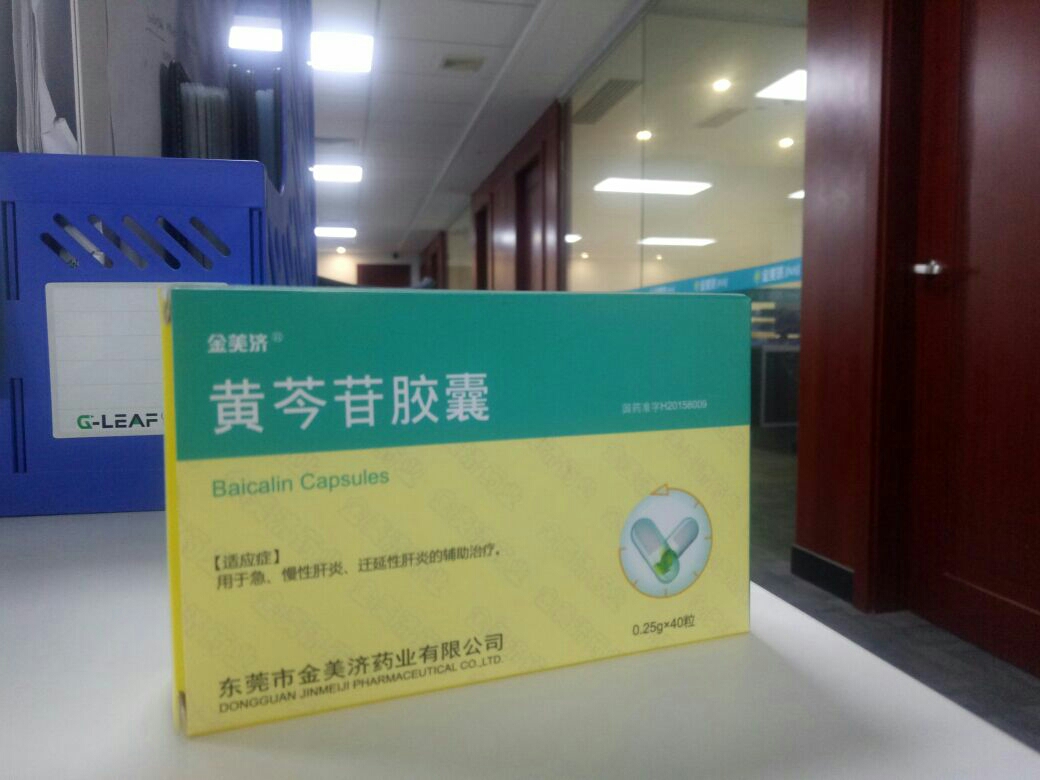 金美济®
黄芩苷胶囊
国药准字H20158009
Baicalin Capsules
【适应症】
用于急、慢性肝炎、迁延性肝炎的辅助治疗。
0.25g×40粒
东莞市金美济药业有限公司
DONGGUAN JINMEIJI PHARMACEUTICAL CO.,LTD.
G-LEAF